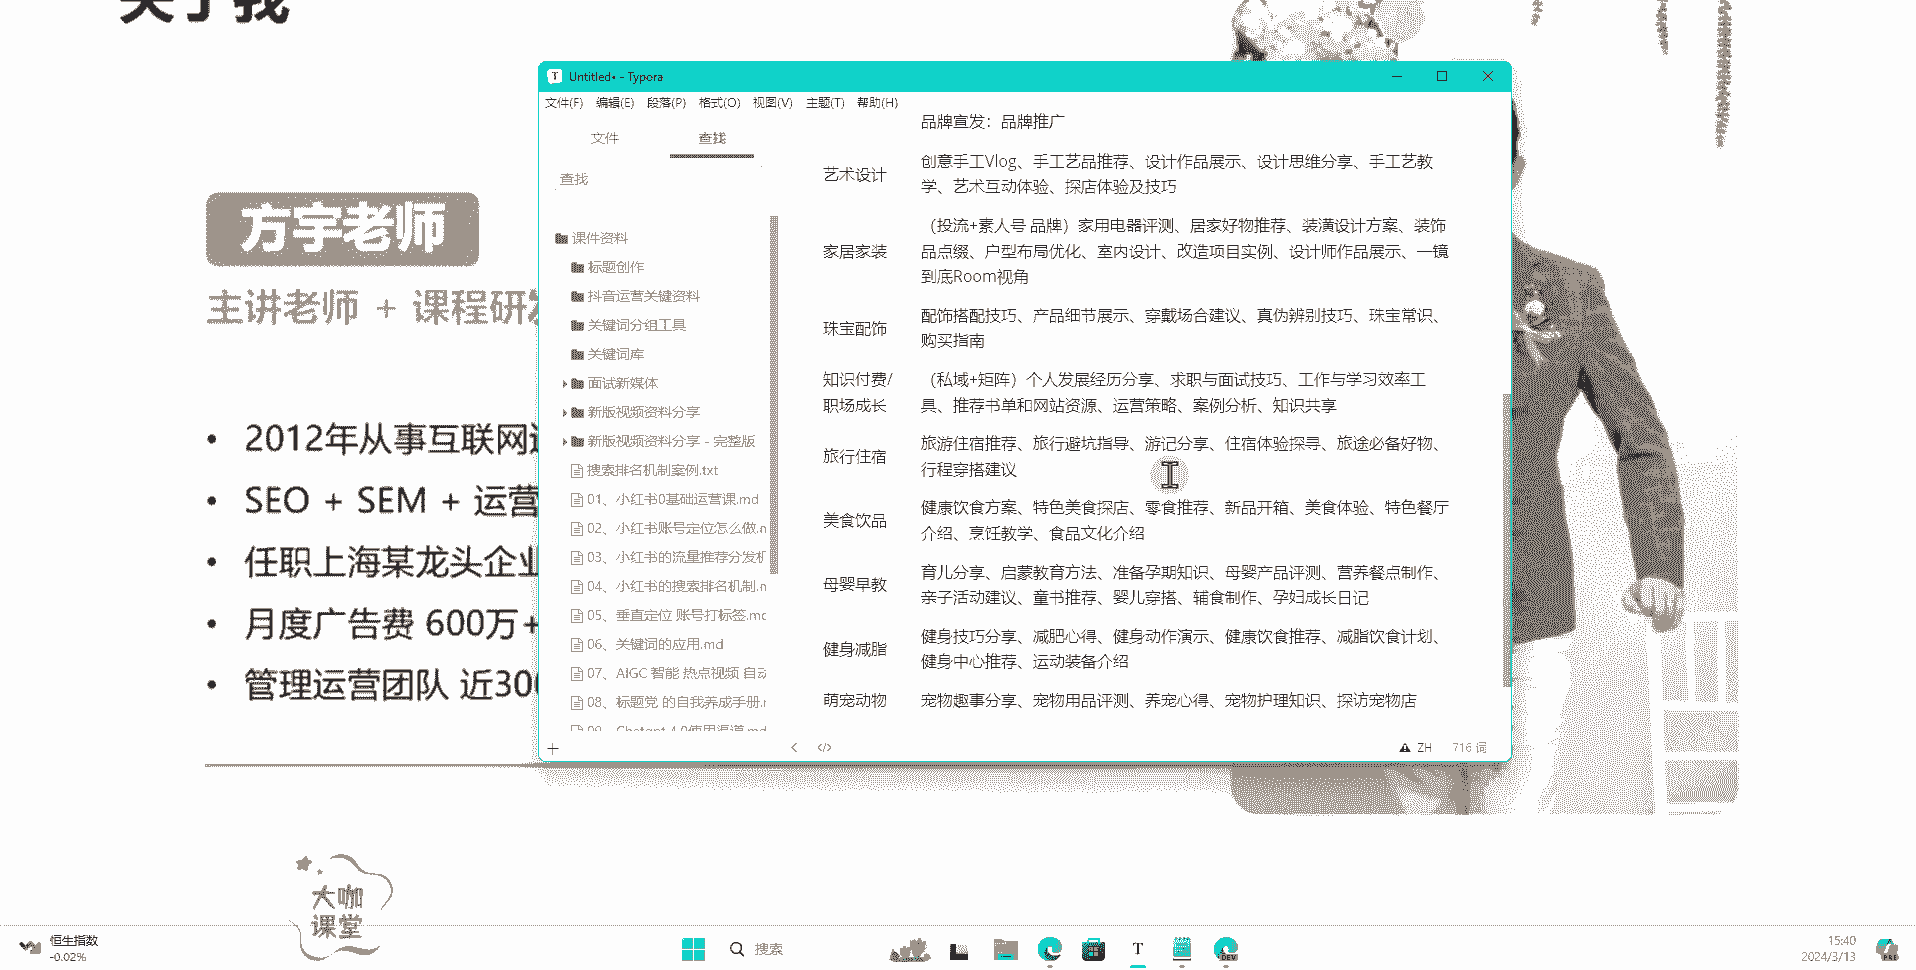 关于我
方宇老师
主讲老师 + 课程研发
2012年从事互联网
SEO + SEM + 运营
任职上海某龙头企业
月度广告费 600万+
管理运营团队 近300
大咖
课堂
Untitled• - Typora
文件(F) 编辑(E) 段落(P) 格式(O) 视图(V) 主题(T) 帮助(H)
文件 查找
查找
课件资料
标题创作
抖音运营关键资料
关键词分组工具
关键词库
面试新媒体
新版视频资料分享
新版视频资料分享 - 完整版
搜索排名机制案例.txt
01、小红书0基础运营课.md
02、小红书账号定位怎么做.m
03、小红书的流量推荐分发机
04、小红书的搜索排名机制.m
05、垂直定位 账号打标签.md
06、关键词的应用.md
07、AIGC 智能 热点视频 自动
08、标题党 的自我养成手册.m
09、Chatgpt 4.0使用渠道.md
品牌宣发：品牌推广
艺术设计
创意手工Vlog、手工艺品推荐、设计作品展示、设计思维分享、手工艺教
学、艺术互动体验、探店体验及技巧
家居家装
（投流+素人号 品牌）家用电器评测、居家好物推荐、装潢设计方案、装饰
品点缀、户型布局优化、室内设计、改造项目实例、设计师作品展示、一镜
到底Room视角
珠宝配饰
配饰搭配技巧、产品细节展示、穿戴场合建议、真伪辨别技巧、珠宝常识、
购买指南
知识付费/
职场成长
（私域+矩阵）个人发展经历分享、求职与面试技巧、工作与学习效率工
具、推荐书单和网站资源、运营策略、案例分析、知识共享
旅行住宿
旅游住宿推荐、旅行避坑指导、游记分享、住宿体验探寻、旅途必备好物、
行程穿搭建议
美食饮品
健康饮食方案、特色美食探店、零食推荐、新品开箱、美食体验、特色餐厅
介绍、烹饪教学、食品文化介绍
母婴早教
育儿分享、启蒙教育方法、准备孕期知识、母婴产品评测、营养餐点制作、
亲子活动建议、童书推荐、婴儿穿搭、辅食制作、孕妇成长日记
健身减脂
健身技巧分享、减肥心得、健身动作演示、健康饮食推荐、减脂饮食计划、
健身中心推荐、运动装备介绍
萌宠动物
宠物趣事分享、宠物用品评测、养宠心得、宠物护理知识、探访宠物店
ZH 716 词
恒生指数
-0.02%
搜索
DEV
15:40
2024/3/13
PRE